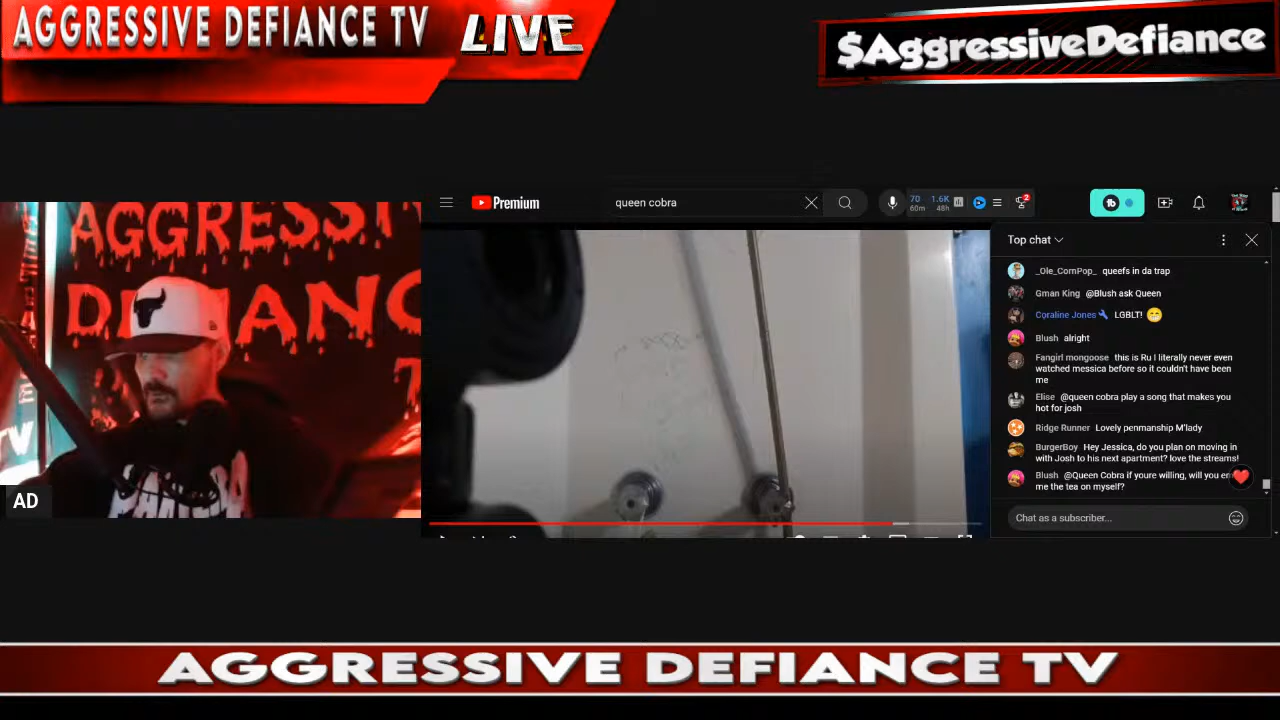 AGGRESSIVE DEFIANCE TV
LIVE
$AggressiveDefiance
AGGRESSIV
DEFIANC
T
TV
AD
Premium
queen cobra
70
60m
1.6K
48h
2
Top chat
_Ole_CornPop_ queefs in da trap
Gman King @Blush ask Queen
Coraline Jones LGBLT!
Blush alright
Fangirl mongoose this is Ru I literally never even
watched messica before so it couldn't have been
me
Elise @queen cobra play a song that makes you
hot for josh
Ridge Runner Lovely penmanship M'lady
BurgerBoy Hey Jessica, do you plan on moving in
with Josh to his next apartment? love the streams!
Blush @Queen Cobra if youre willing, will you em
me the tea on myself?
Chat as a subscriber...
AGGRESSIVE DEFIANCE TV